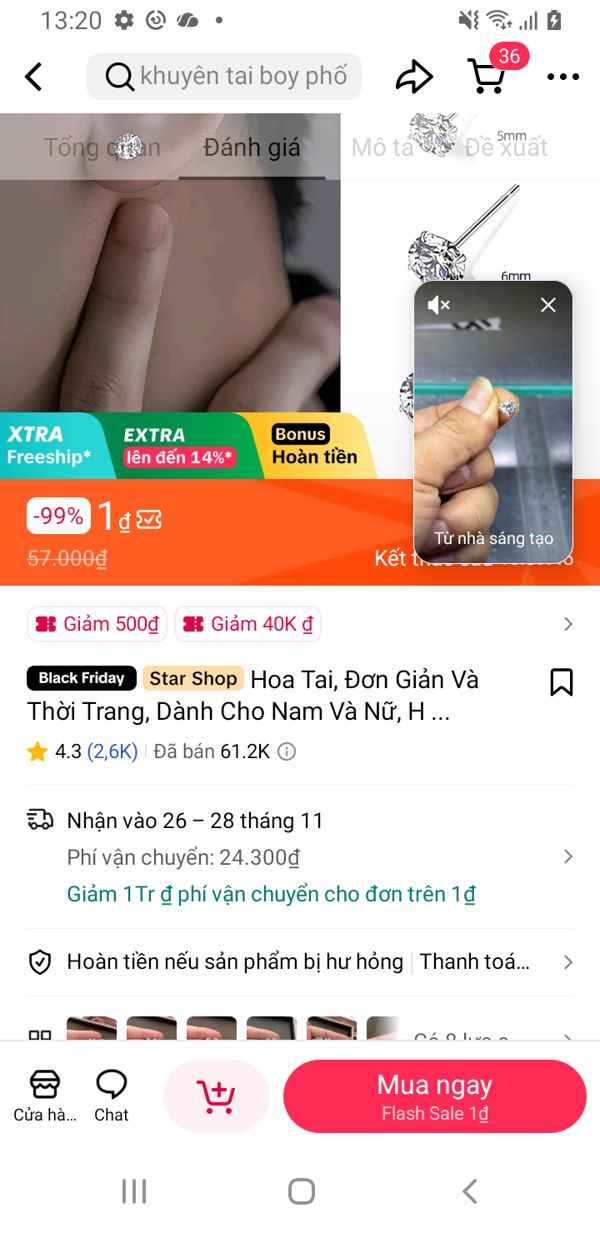 13:20
khuyên tai boy phố
36
Tổng quan
Đánh giá
Mô tả
Đề xuất
5mm
6mm
XTRA
Freeship*
EXTRA
lên đến 14%*
Bonus
Hoàn tiền
Từ nhà sáng tạo
-99% 1₫
57.000₫
Kết
Giảm 500₫
Giảm 40K ₫
Black Friday Star Shop Hoa Tai, Đơn Giản Và
Thời Trang, Dành Cho Nam Và Nữ, H ...
4.3 (2,6K) Đã bán 61.2K
Nhận vào 26 – 28 tháng 11
Phí vận chuyển: 24.300₫
Giảm 1Tr ₫ phí vận chuyển cho đơn trên 1₫
Hoàn tiền nếu sản phẩm bị hư hỏng Thanh toá...
Cửa hà...
Chat
Mua ngay
Flash Sale 1₫